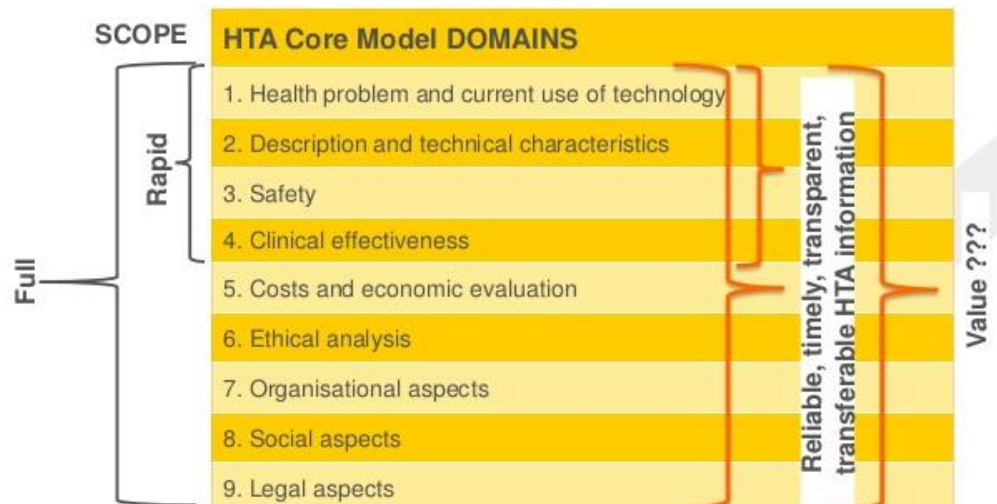 SCOPE
HTA Core Model DOMAINS
1. Health problem and current use of technology
2. Description and technical characteristics
3. Safety
4. Clinical effectiveness
5. Costs and economic evaluation
6. Ethical analysis
7. Organisational aspects
8. Social aspects
9. Legal aspects
Full
Rapid
Reliable, timely, transparent,
transferable HTA information
Value ???